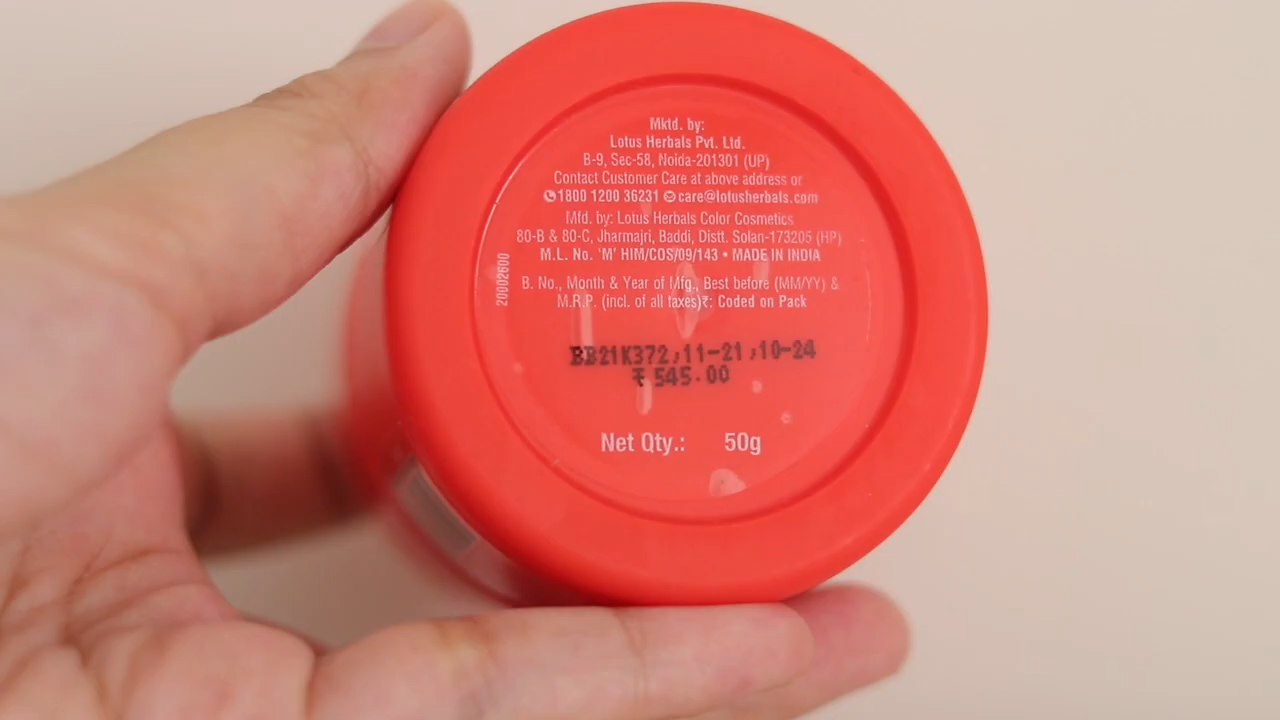 Mktd. by:
Lotus Herbals Pvt. Ltd.
B-9, Sec-58, Noida-201301 (UP)
Contact Customer Care at above address or
1800 1200 36231 care@lotusherbals.com
Mfd. by: Lotus Herbals Color Cosmetics
80-B & 80-C, Jharmajri, Baddi, Distt. Solan-173205 (HP)
M.L. No. 'M' HIM/COS/09/143 • MADE IN INDIA
20002600
B. No., Month & Year of Mfg., Best before (MM/YY) &
M.R.P. (incl. of all taxes)₹: Coded on Pack
BB21K372,11-21,10-24
₹ 545.00
Net Qty.: 50g